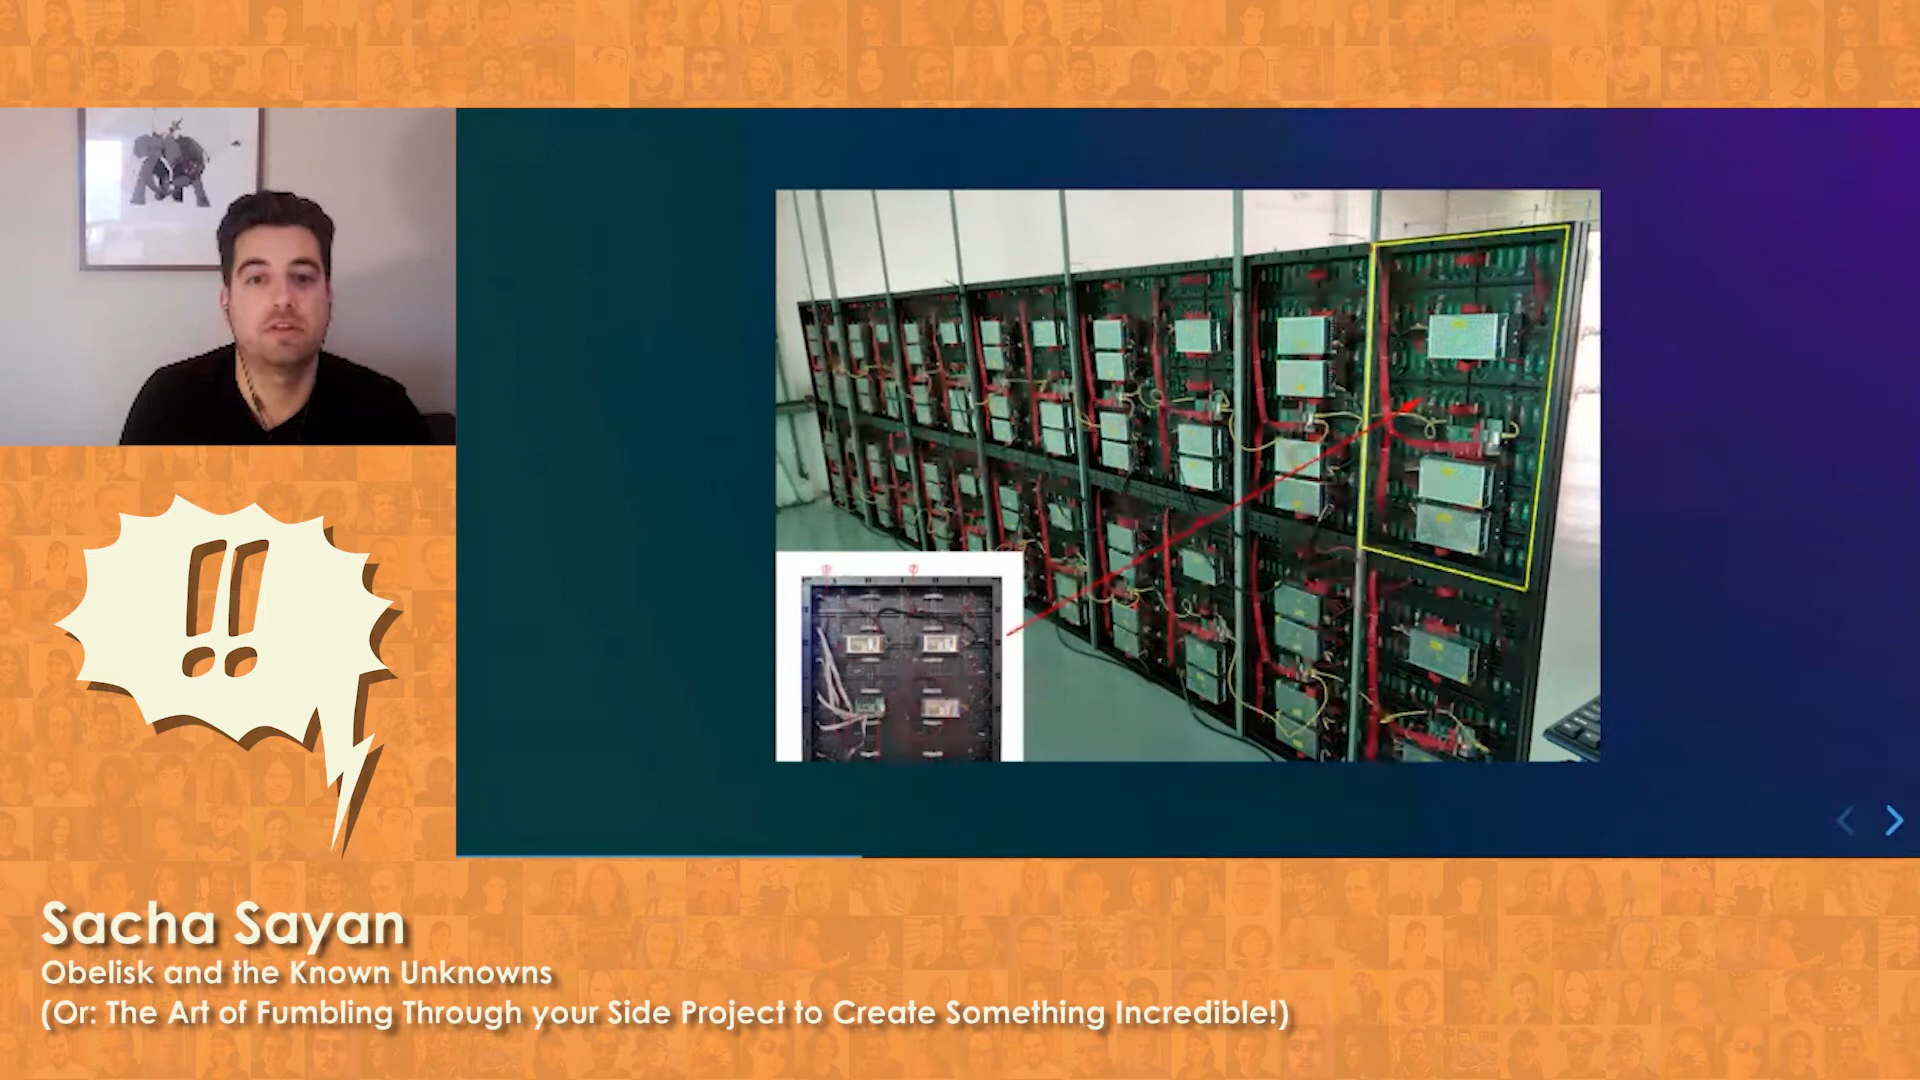 !!
Sacha Sayan
Obelisk and the Known Unknowns
(Or: The Art of Fumbling Through your Side Project to Create Something Incredible!)